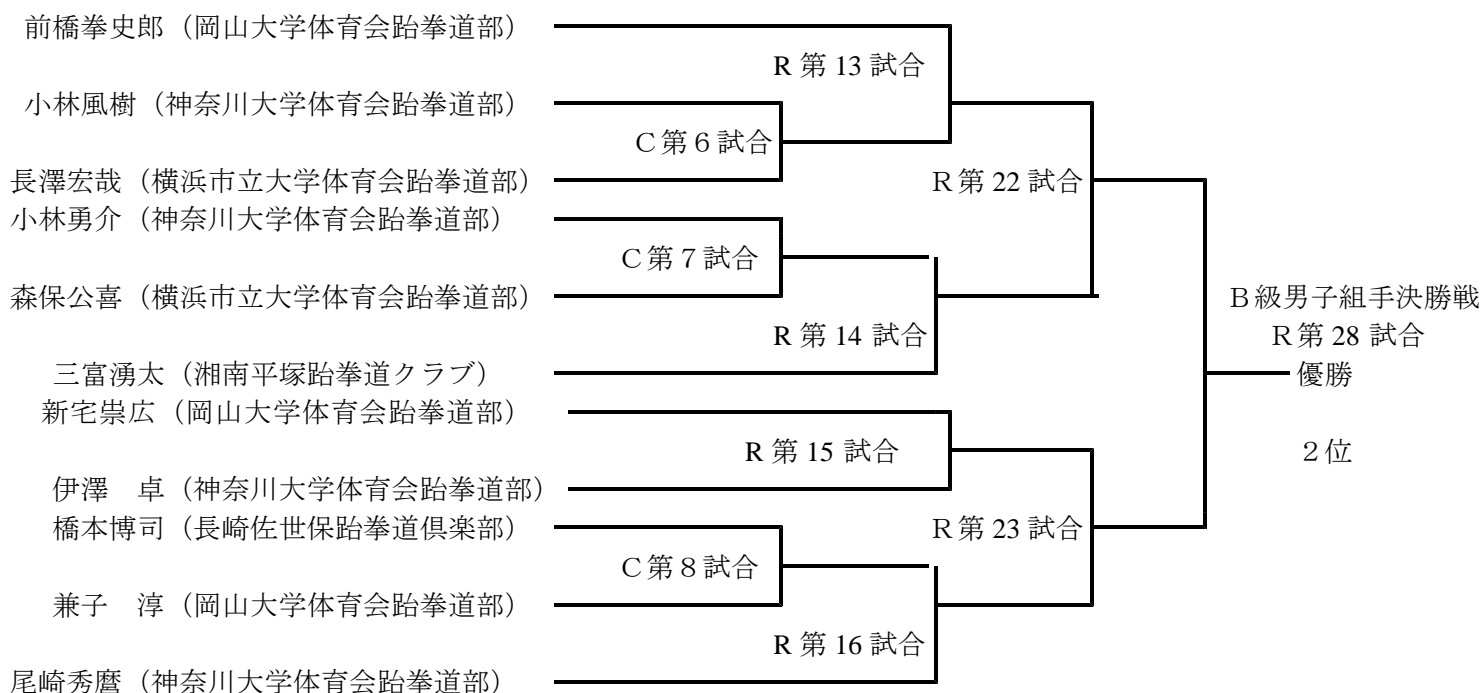 前橋拳史郎（岡山大学体育会跆拳道部）
R 第 13 試合
小林風樹（神奈川大学体育会跆拳道部）
Ｃ第６試合
長澤宏哉（横浜市立大学体育会跆拳道部）
Ｒ第 22 試合
小林勇介（神奈川大学体育会跆拳道部）
Ｃ第７試合
森保公喜（横浜市立大学体育会跆拳道部）
Ｂ級男子組手決勝戦
R 第 14 試合
Ｒ第 28 試合
三富湧太（湘南平塚跆拳道クラブ）
優勝
新宅崇広（岡山大学体育会跆拳道部）
R 第 15 試合
２位
伊澤　卓（神奈川大学体育会跆拳道部）
橋本博司（長崎佐世保跆拳道倶楽部）
Ｒ第 23 試合
Ｃ第８試合
兼子　淳（岡山大学体育会跆拳道部）
R 第 16 試合
尾崎秀麿（神奈川大学体育会跆拳道部）